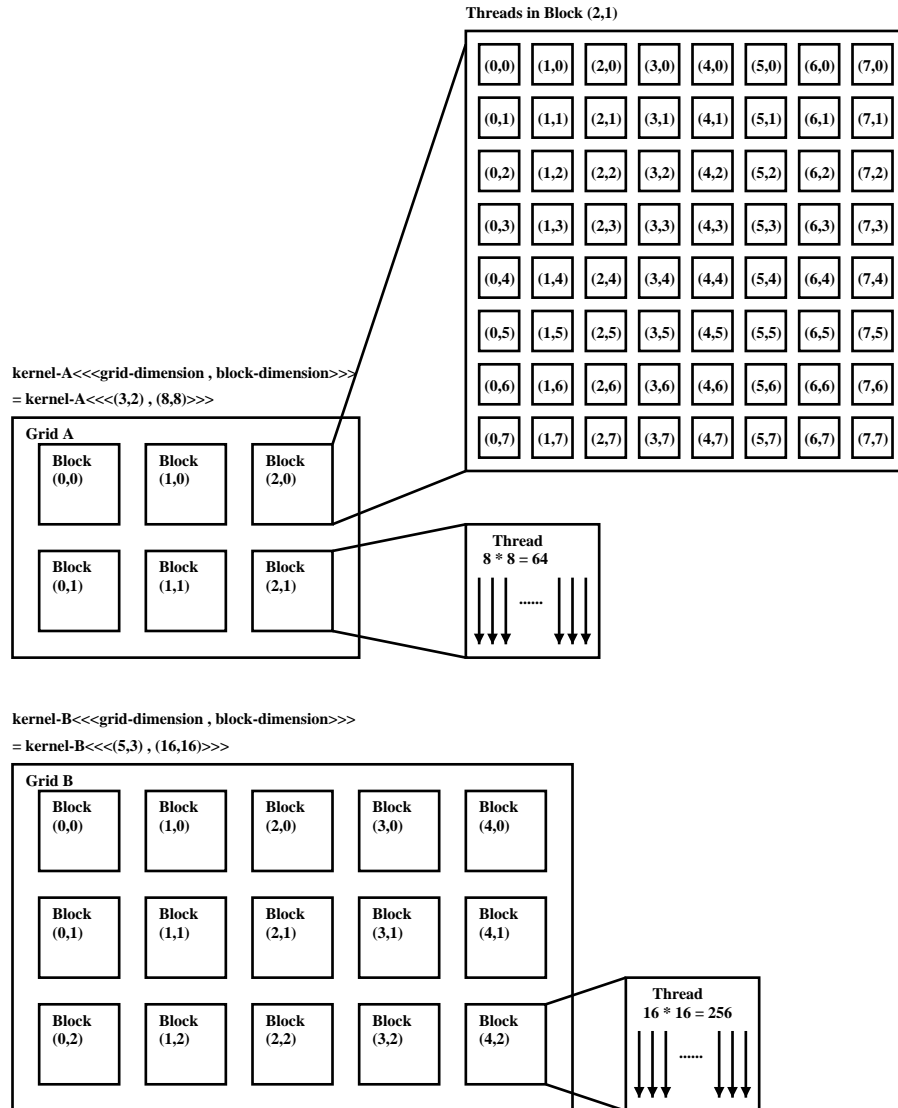 Threads in Block (2,1)
(0,0) (1,0) (2,0) (3,0) (4,0) (5,0) (6,0) (7,0)
(0,1) (1,1) (2,1) (3,1) (4,1) (5,1) (6,1) (7,1)
(0,2) (1,2) (2,2) (3,2) (4,2) (5,2) (6,2) (7,2)
(0,3) (1,3) (2,3) (3,3) (4,3) (5,3) (6,3) (7,3)
(0,4) (1,4) (2,4) (3,4) (4,4) (5,4) (6,4) (7,4)
(0,5) (1,5) (2,5) (3,5) (4,5) (5,5) (6,5) (7,5)
(0,6) (1,6) (2,6) (3,6) (4,6) (5,6) (6,6) (7,6)
(0,7) (1,7) (2,7) (3,7) (4,7) (5,7) (6,7) (7,7)
kernel-A<<<grid-dimension , block-dimension>>>
= kernel-A<<<(3,2) , (8,8)>>>
Grid A
Block Block Block
(0,0) (1,0) (2,0)
Block Block Block
(0,1) (1,1) (2,1)
Thread
8 * 8 = 64
......
kernel-B<<<grid-dimension , block-dimension>>>
= kernel-B<<<(5,3) , (16,16)>>>
Grid B
Block Block Block Block Block
(0,0) (1,0) (2,0) (3,0) (4,0)
Block Block Block Block Block
(0,1) (1,1) (2,1) (3,1) (4,1)
Block Block Block Block Block
(0,2) (1,2) (2,2) (3,2) (4,2)
Thread
16 * 16 = 256
......